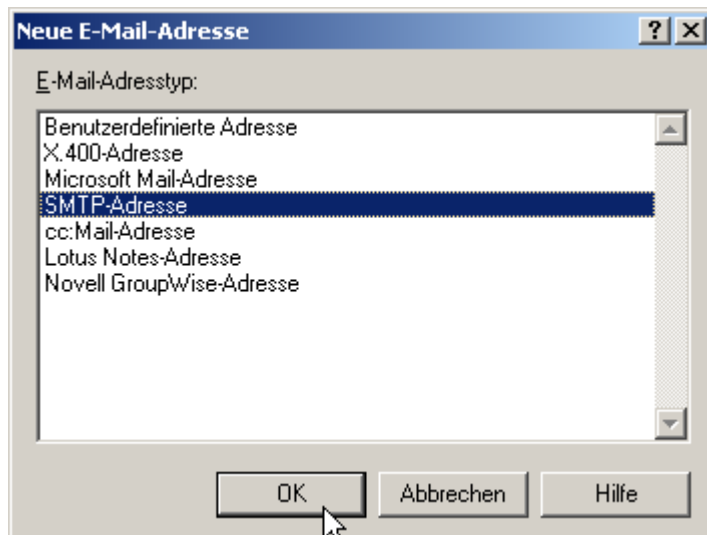 Neue E-Mail-Adresse
E-Mail-Adresstyp:
Benutzerdefinierte Adresse
X.400-Adresse
Microsoft Mail-Adresse
SMTP-Adresse
cc:Mail-Adresse
Lotus Notes-Adresse
Novell GroupWise-Adresse
OK Abbrechen Hilfe